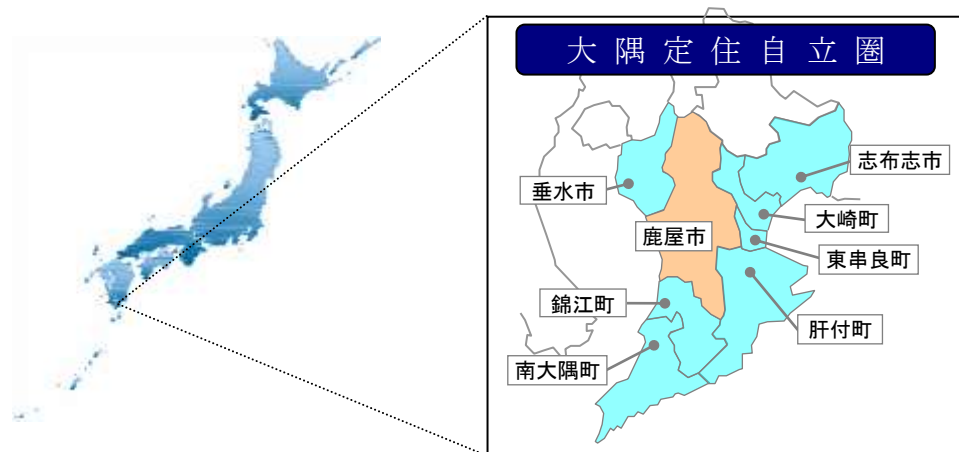 大隅定住自立圏
志布志市
垂水市
大崎町
鹿屋市
東串良町
錦江町
肝付町
南大隅町